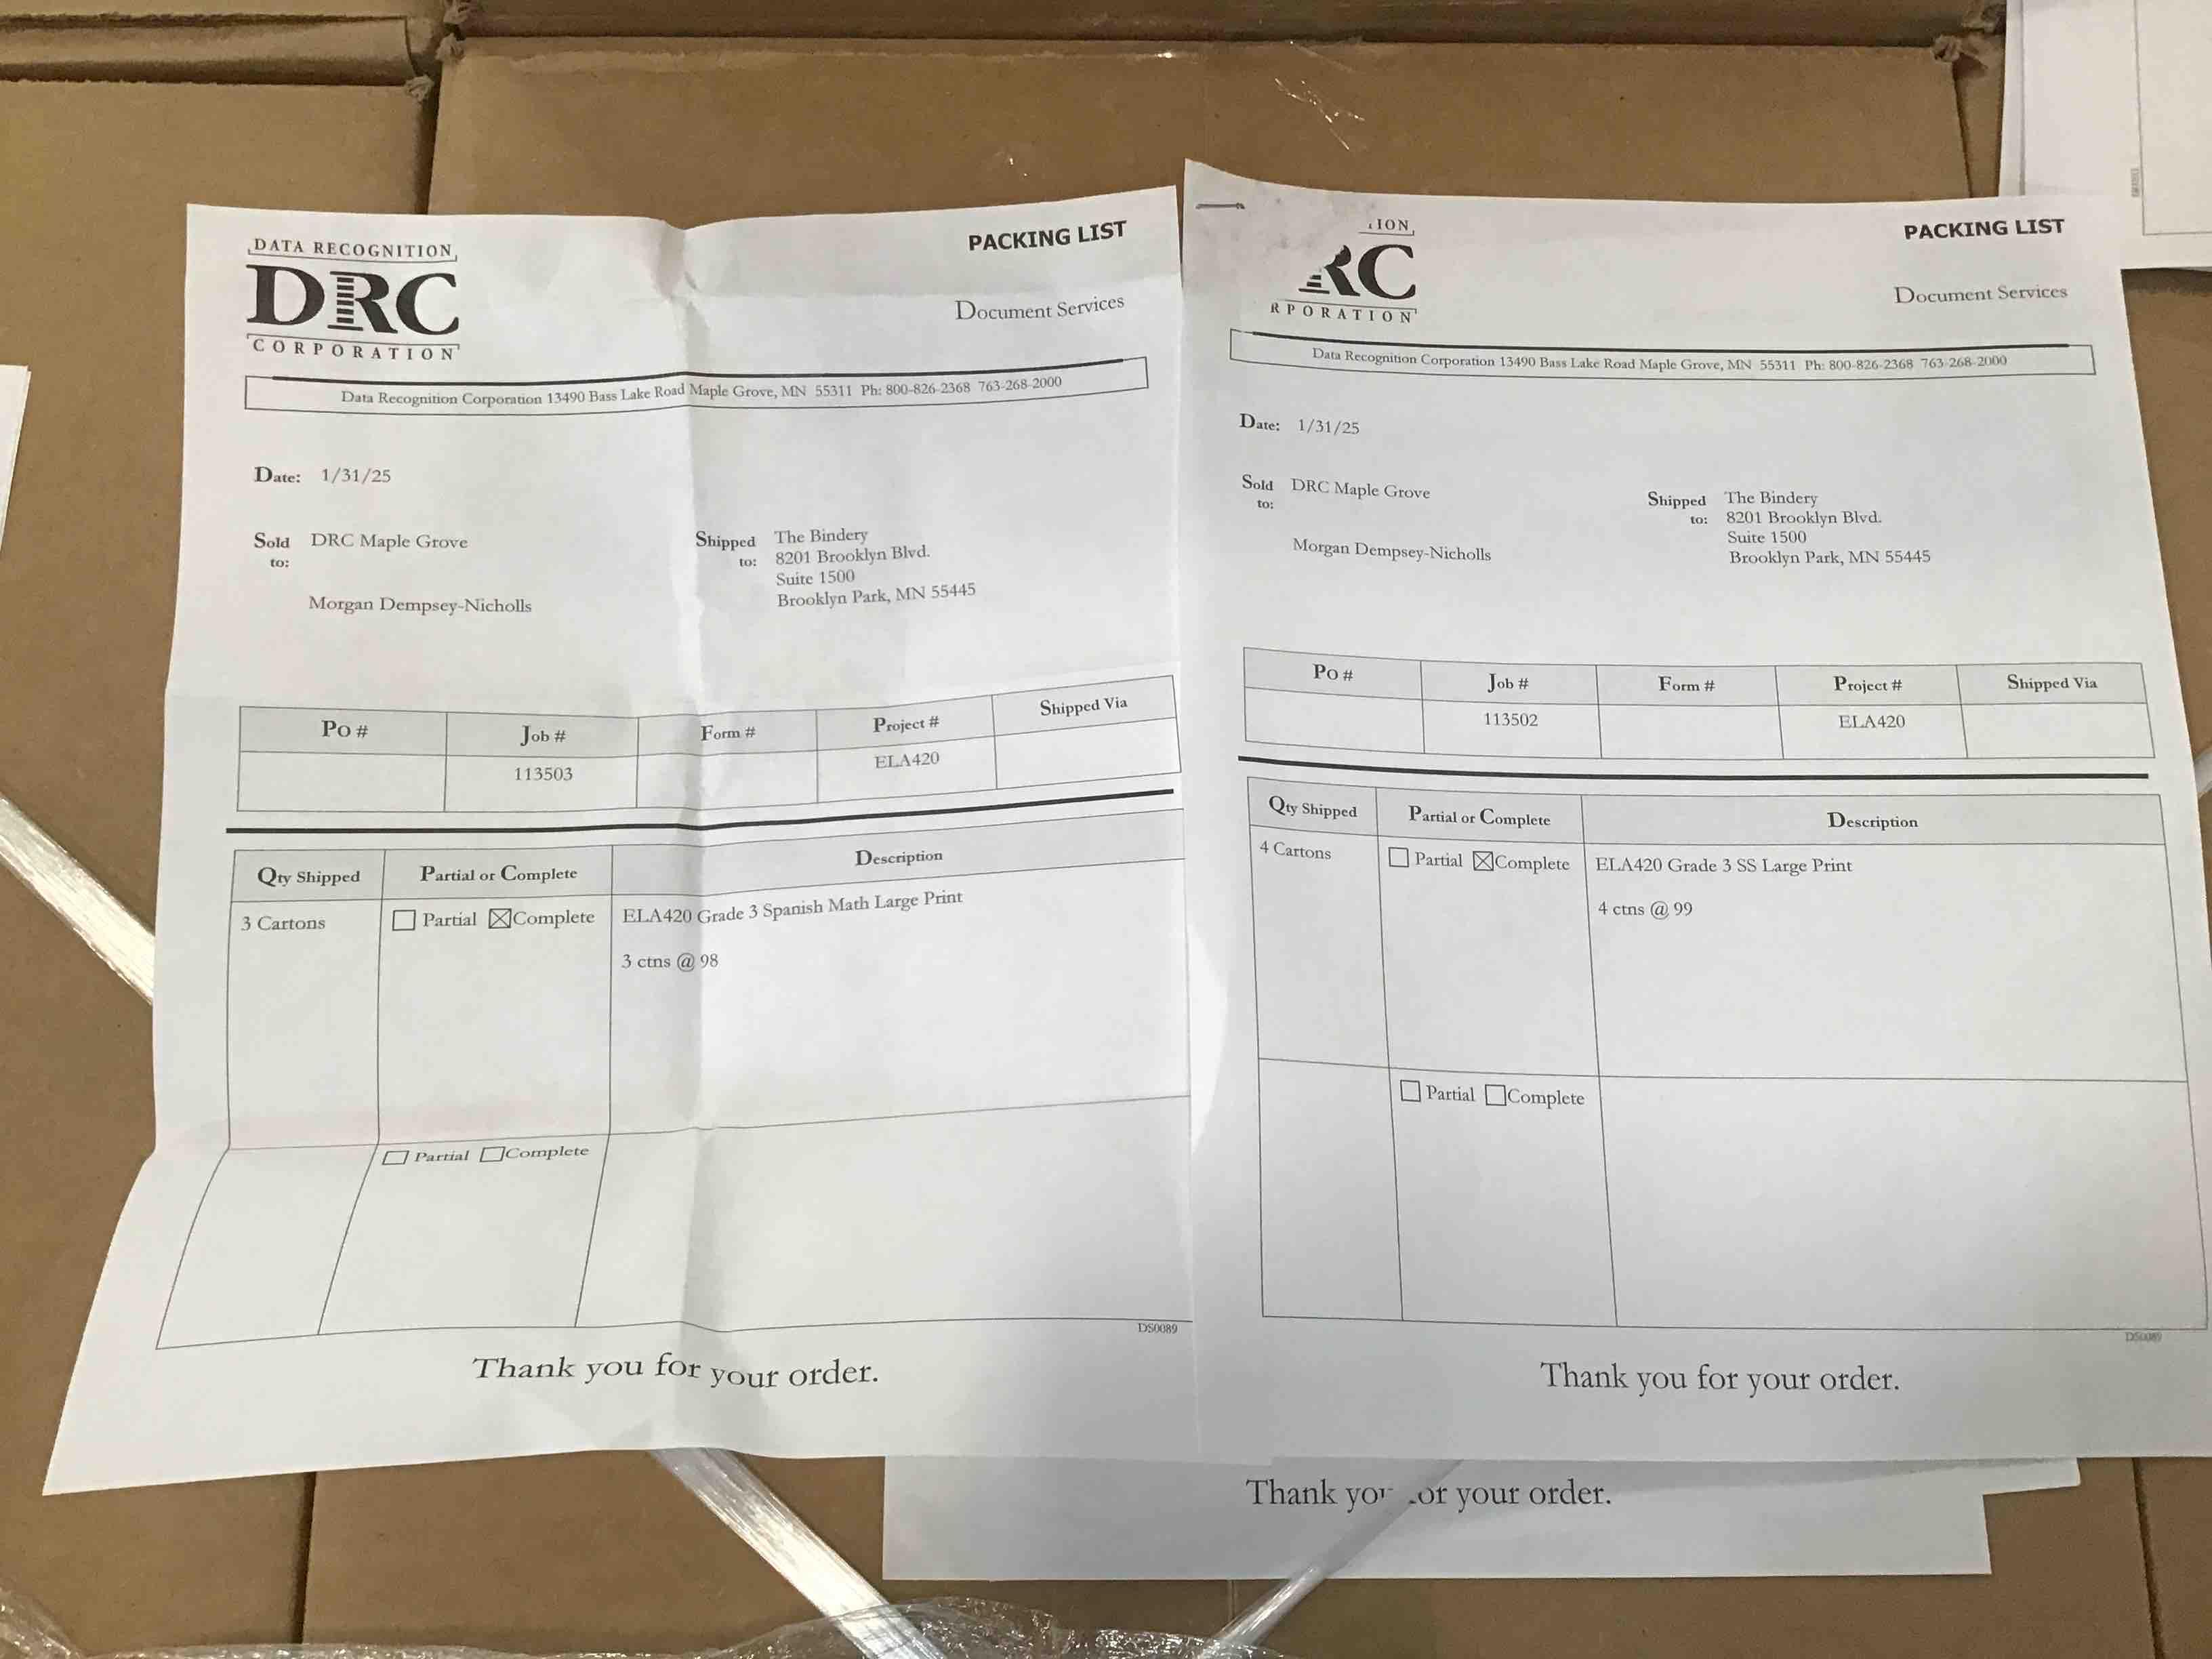 DATA RECOGNITION
DRC
CORPORATION
PACKING LIST
Document Services
Data Recognition Corporation 13490 Bass Lake Road Maple Grove, MN 55311 Ph: 800-826-2368 763-268-2000
Date: 1/31/25
Sold to: DRC Maple Grove
Morgan Dempsey-Nicholls
Shipped to: The Bindery
8201 Brooklyn Blvd.
Suite 1500
Brooklyn Park, MN 55445
Po # Job # Form # Project # Shipped Via
113503 ELA420
Qty Shipped Partial or Complete Description
3 Cartons Partial Complete ELA420 Grade 3 Spanish Math Large Print
3 ctns @ 98
Partial Complete
DS0089
Thank you for your order.
ION
RC
RPORATION
PACKING LIST
Document Services
Data Recognition Corporation 13490 Bass Lake Road Maple Grove, MN 55311 Ph: 800-826-2368 763-268-2000
Date: 1/31/25
Sold to: DRC Maple Grove
Morgan Dempsey-Nicholls
Shipped to: The Bindery
8201 Brooklyn Blvd.
Suite 1500
Brooklyn Park, MN 55445
Po # Job # Form # Project # Shipped Via
113502 ELA420
Qty Shipped Partial or Complete Description
4 Cartons Partial Complete ELA420 Grade 3 SS Large Print
4 ctns @ 99
Partial Complete
DS0089
Thank you for your order.
Thank you or your order.